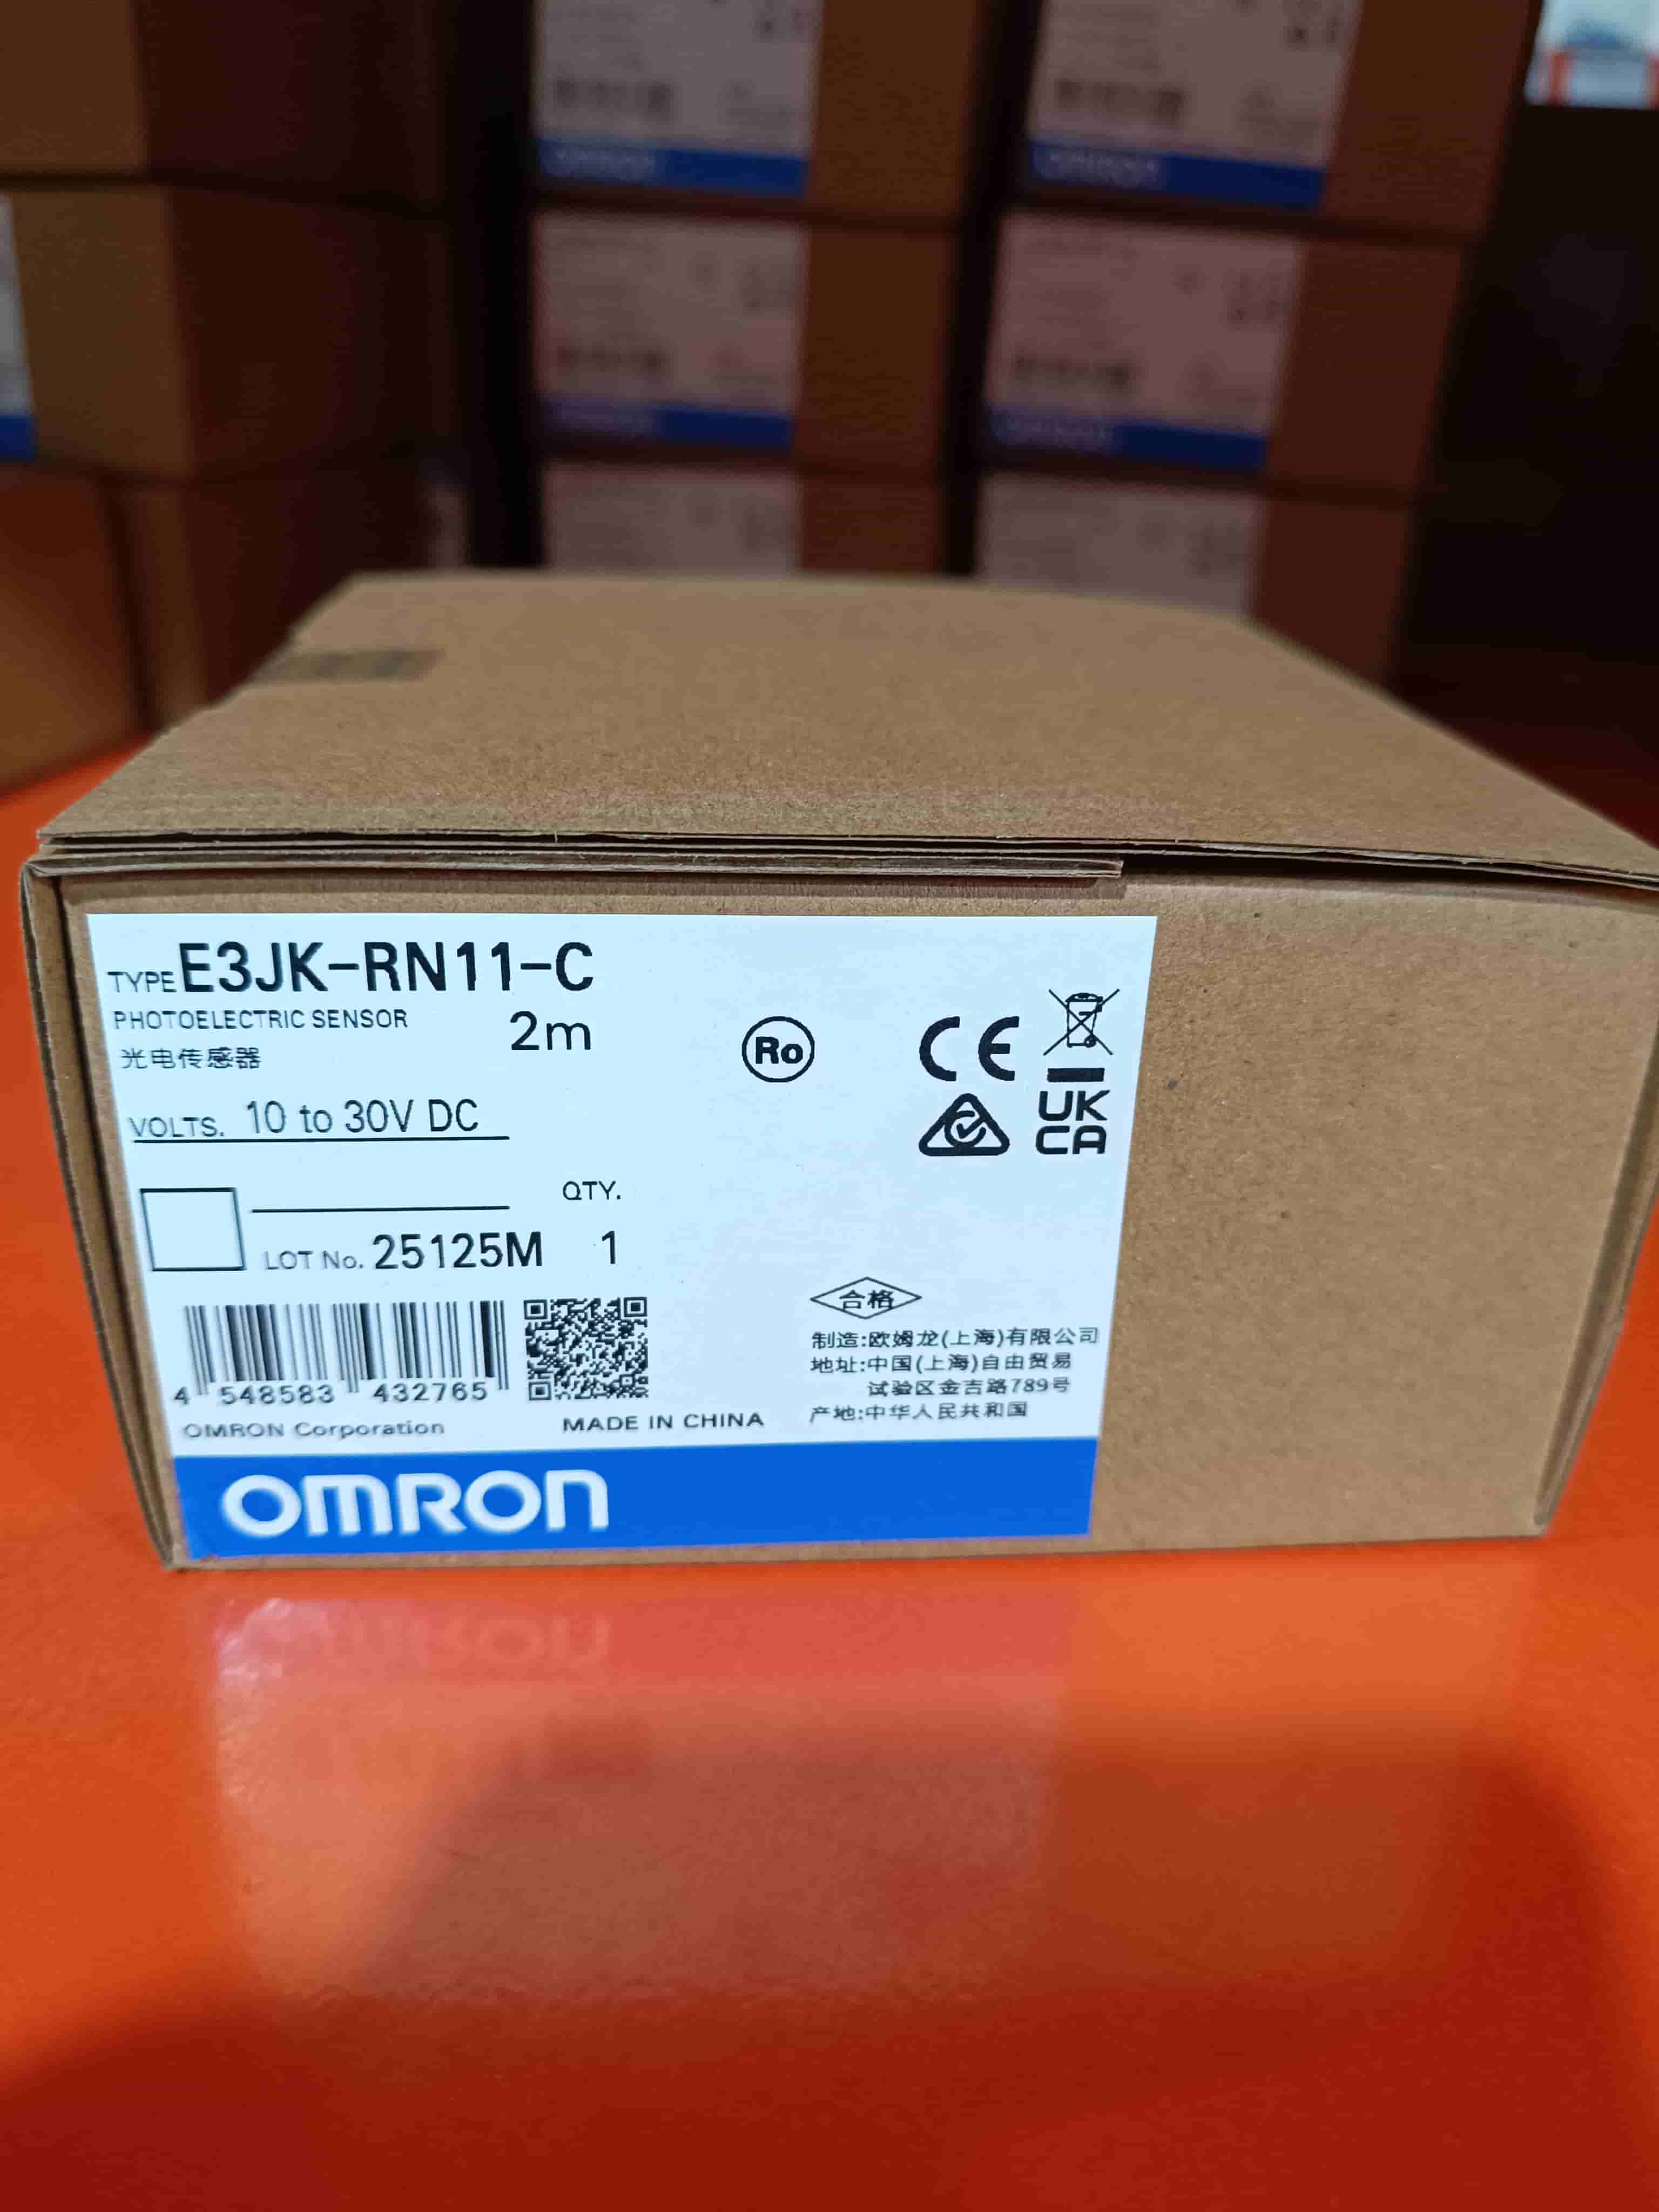 TYPE E3JK-RN11-C
PHOTOELECTRIC SENSOR 2m
光电传感器
VOLTS. 10 to 30V DC
QTY.
LOT No. 25125M 1
Ro
CE
UK
CA
4 548583 432765
OMRON Corporation
MADE IN CHINA
合格
制造:欧姆龙(上海)有限公司
地址:中国(上海)自由贸易
试验区金吉路789号
产地:中华人民共和国
OMRON